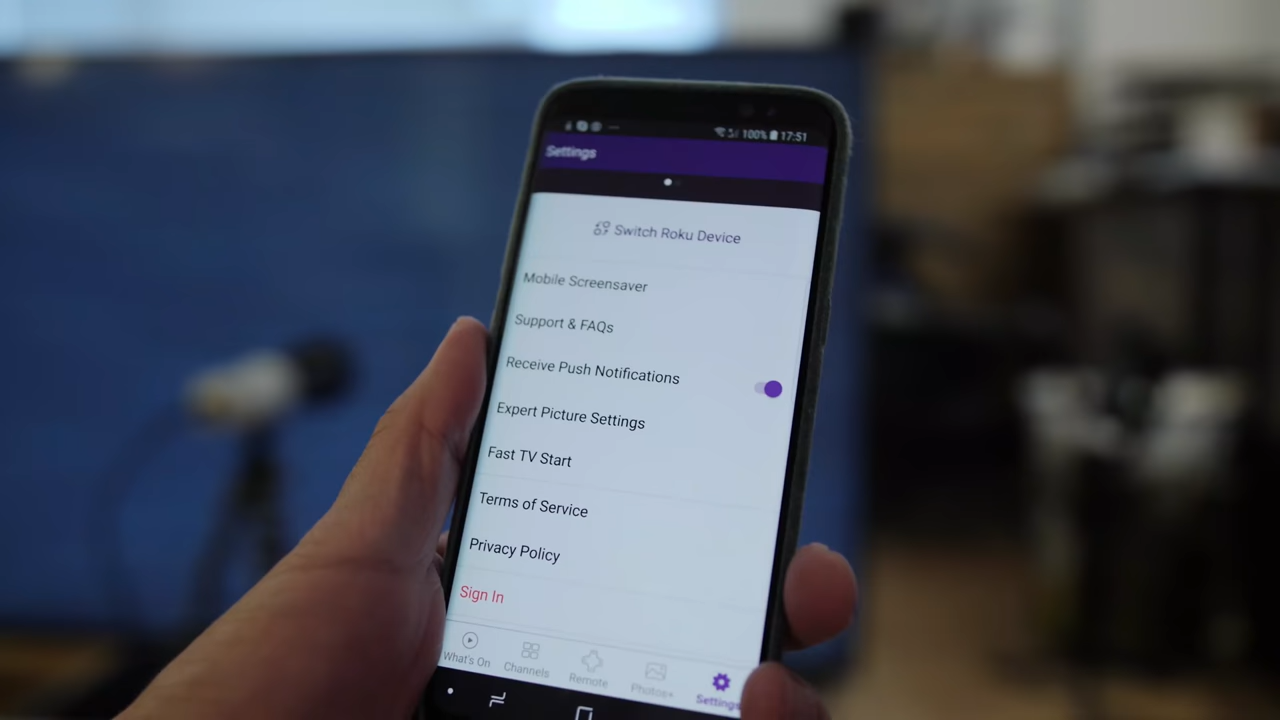 100% 17:51
Settings
Switch Roku Device
Mobile Screensaver
Support & FAQs
Receive Push Notifications
Expert Picture Settings
Fast TV Start
Terms of Service
Privacy Policy
Sign In
What's On
Channels
Remote
Photos+
Settings